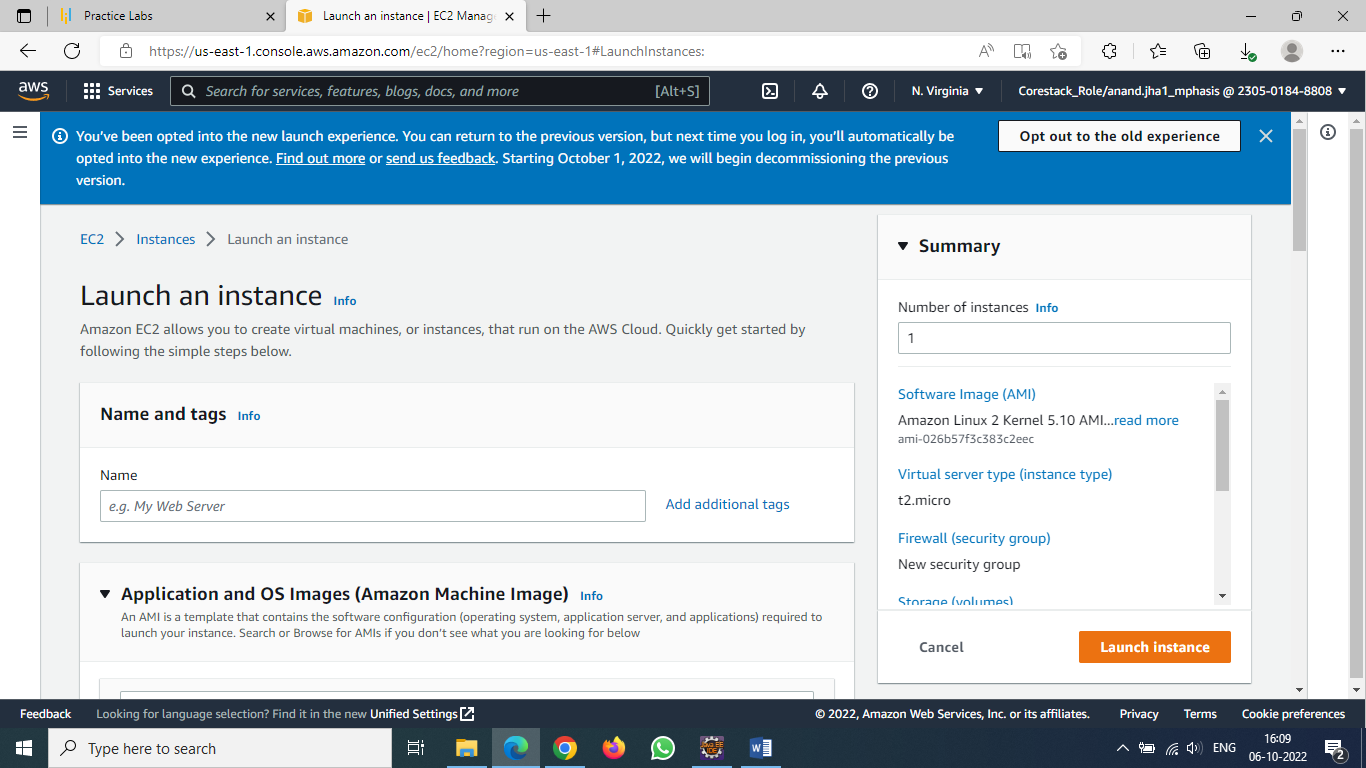 Practice Labs
Launch an instance | EC2 Manag
https://us-east-1.console.aws.amazon.com/ec2/home?region=us-east-1#LaunchInstances:
aws
Services
Search for services, features, blogs, docs, and more
[Alt+S]
N. Virginia
Corestack_Role/anand.jha1_mphasis @ 2305-0184-8808
You've been opted into the new launch experience. You can return to the previous version, but next time you log in, you'll automatically be
opted into the new experience. Find out more or send us feedback. Starting October 1, 2022, we will begin decommissioning the previous
version.
Opt out to the old experience
EC2
Instances
Launch an instance
Launch an instance Info
Amazon EC2 allows you to create virtual machines, or instances, that run on the AWS Cloud. Quickly get started by
following the simple steps below.
Name and tags Info
Name
e.g. My Web Server
Add additional tags
Application and OS Images (Amazon Machine Image) Info
An AMI is a template that contains the software configuration (operating system, application server, and applications) required to
launch your instance. Search or Browse for AMIs if you don't see what you are looking for below
Summary
Number of instances Info
1
Software Image (AMI)
Amazon Linux 2 Kernel 5.10 AMI...read more
ami-026b57f3c383c2eec
Virtual server type (instance type)
t2.micro
Firewall (security group)
New security group
Storage (volumes)
Cancel
Launch instance
Feedback
Looking for language selection? Find it in the new Unified Settings
© 2022, Amazon Web Services, Inc. or its affiliates.
Privacy
Terms
Cookie preferences
Type here to search
ENG
16:09
06-10-2022
2